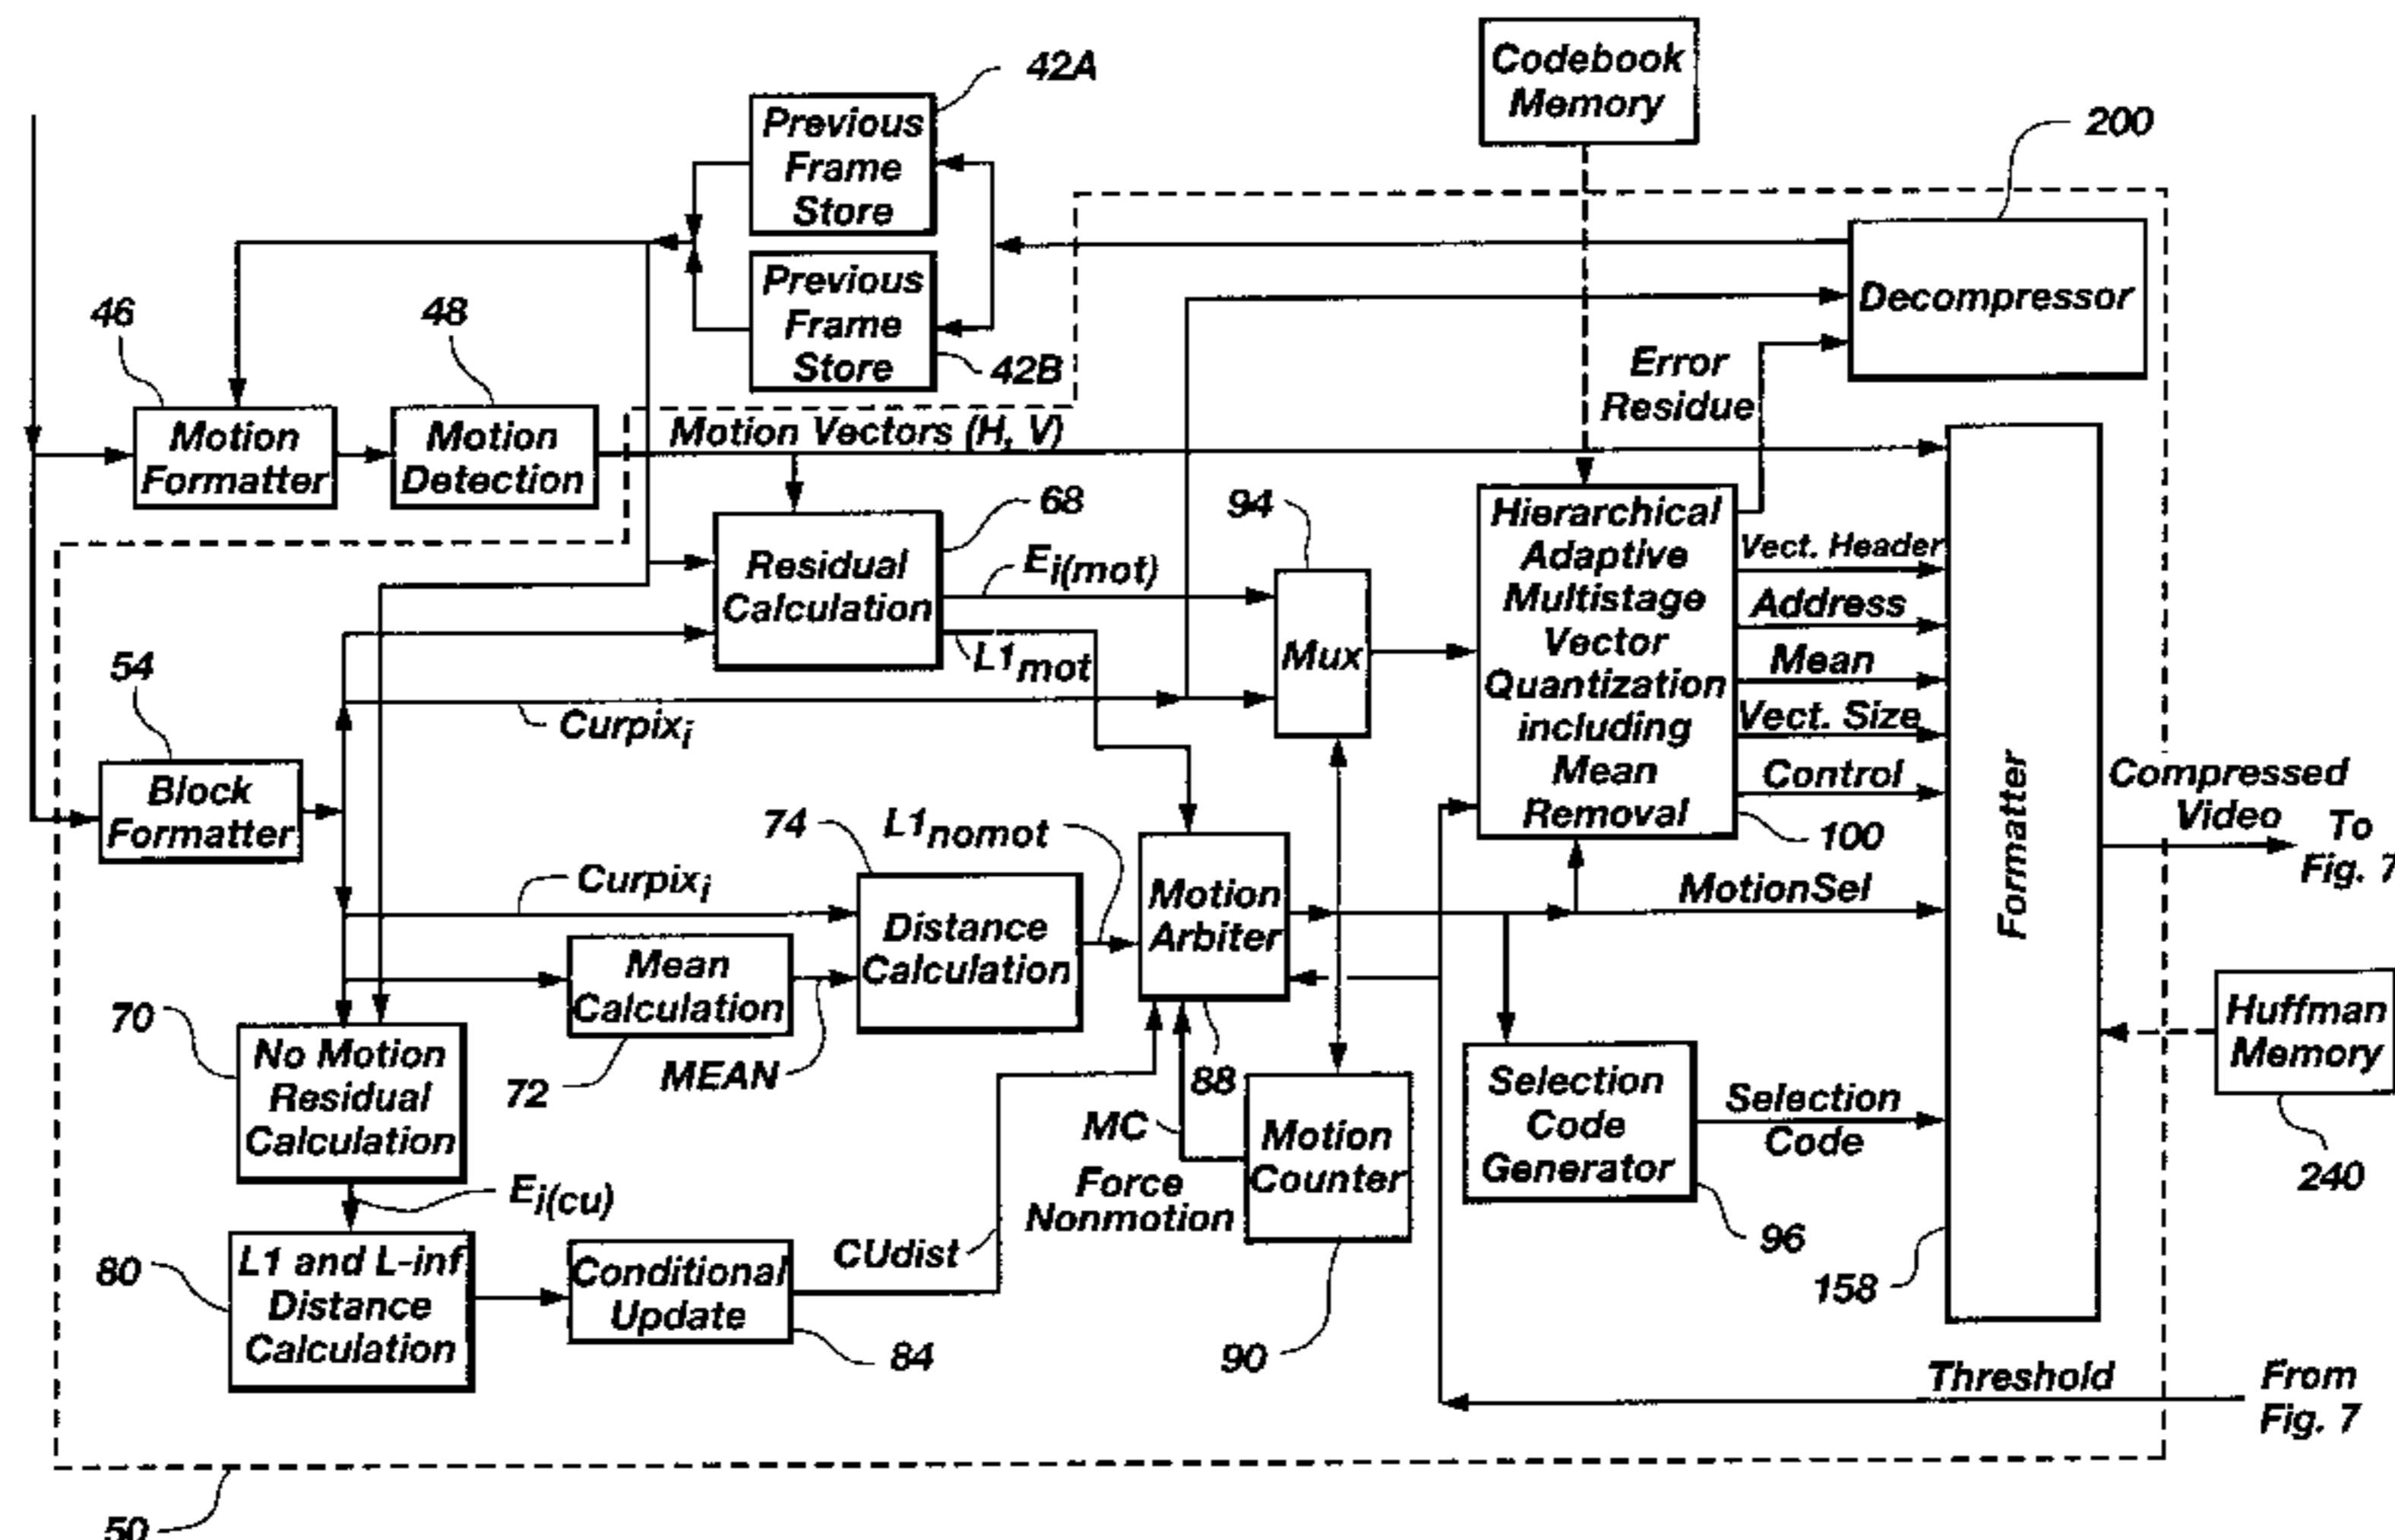 42A
Previous
Frame
Store
Codebook
Memory
200
Previous
Frame
Store
42B
Decompressor
46
48
Motion
Formatter
Motion
Detection
Motion Vectors (H, V)
Error
Residue
68
Residual
Calculation
Ei(mot)
L1mot
94
Mux
Hierarchical
Adaptive
Multistage
Vector
Quantization
including
Mean
Removal
100
Vect. Header
Address
Mean
Vect. Size
Control
Formatter
Compressed
Video
To
Fig. 7
54
Block
Formatter
Curpixi
Curpixi
74
L1nomot
Distance
Calculation
Motion
Arbiter
88
MotionSel
Mean
Calculation
72
MEAN
70
No Motion
Residual
Calculation
Ei(cu)
MC
Force
Nonmotion
Motion
Counter
90
Selection
Code
Generator
96
Selection
Code
Huffman
Memory
240
158
80
L1 and L-inf
Distance
Calculation
Conditional
Update
84
CUdist
Threshold
From
Fig. 7
50